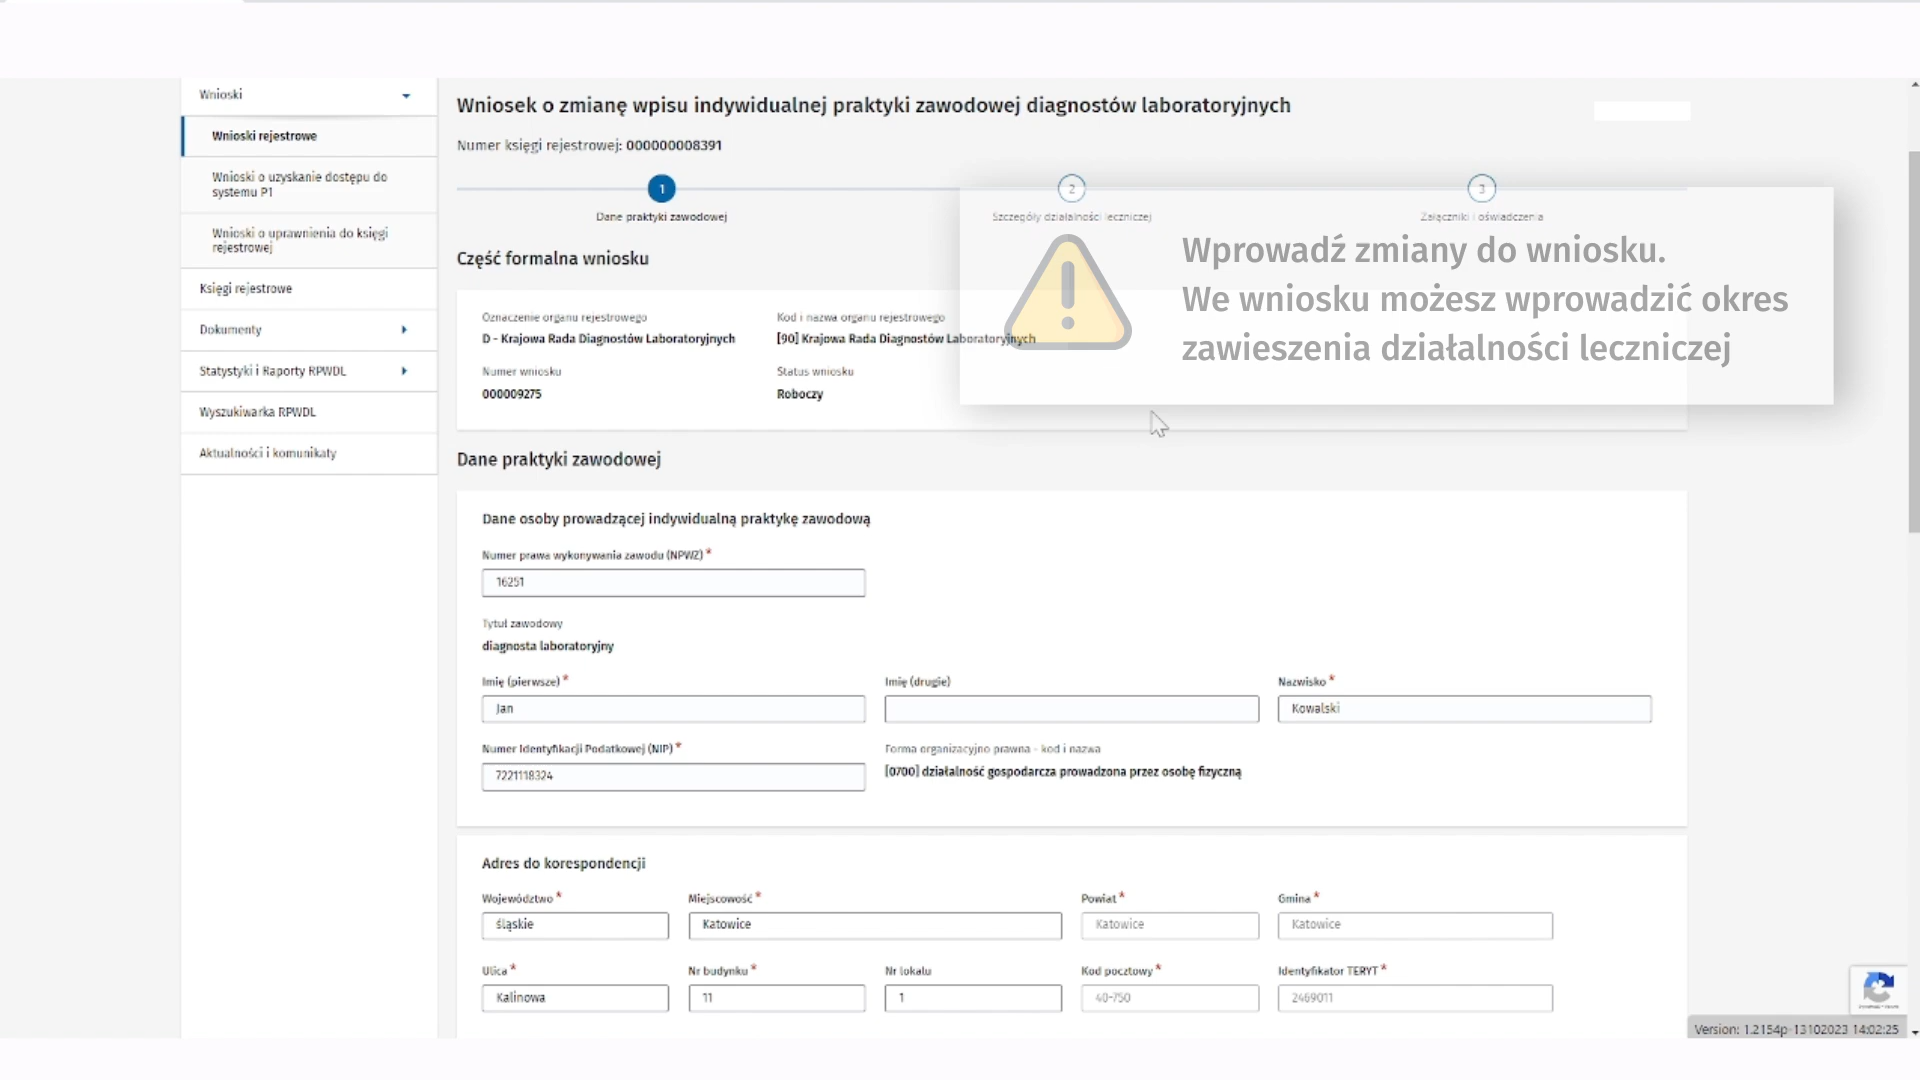 Wnioski
Wnioski rejestrowe
Wnioski o uzyskanie dostępu do
systemu P1
Wnioski o uprawnienia do księgi
rejestrowej
Księgi rejestrowe
Dokumenty
Statystyki i Raporty RPWDL
Wyszukiwarka RPWDL
Aktualności i komunikaty
Wniosek o zmianę wpisu indywidualnej praktyki zawodowej diagnostów laboratoryjnych
Numer księgi rejestrowej: 000000008391
1
2
3
Dane praktyki zawodowej
Szczegóły działalności leczniczej
Załączniki i oświadczenia
Wprowadź zmiany do wniosku.
We wniosku możesz wprowadzić okres
zawieszenia działalności leczniczej
Część formalna wniosku
Oznaczenie organu rejestrowego
Kod i nazwa organu rejestrowego
D - Krajowa Rada Diagnostów Laboratoryjnych
[90] Krajowa Rada Diagnostów Laboratoryjnych
Numer wniosku
Status wniosku
000009275
Roboczy
Dane praktyki zawodowej
Dane osoby prowadzącej indywidualną praktykę zawodową
Numer prawa wykonywania zawodu (NPWZ) *
16251
Tytuł zawodowy
diagnosta laboratoryjny
Imię (pierwsze) *
Imię (drugie)
Nazwisko *
Jan
Kowalski
Numer Identyfikacji Podatkowej (NIP) *
Forma organizacyjno prawna - kod i nazwa
7221118324
[0700] działalność gospodarcza prowadzona przez osobę fizyczną
Adres do korespondencji
Województwo *
Miejscowość *
Powiat *
Gmina *
śląskie
Katowice
Katowice
Katowice
Ulica *
Nr budynku *
Nr lokalu
Kod pocztowy *
Identyfikator TERYT *
Kalinowa
11
1
40-750
2469011
Version: 1.2154p-13102023 14:02:25